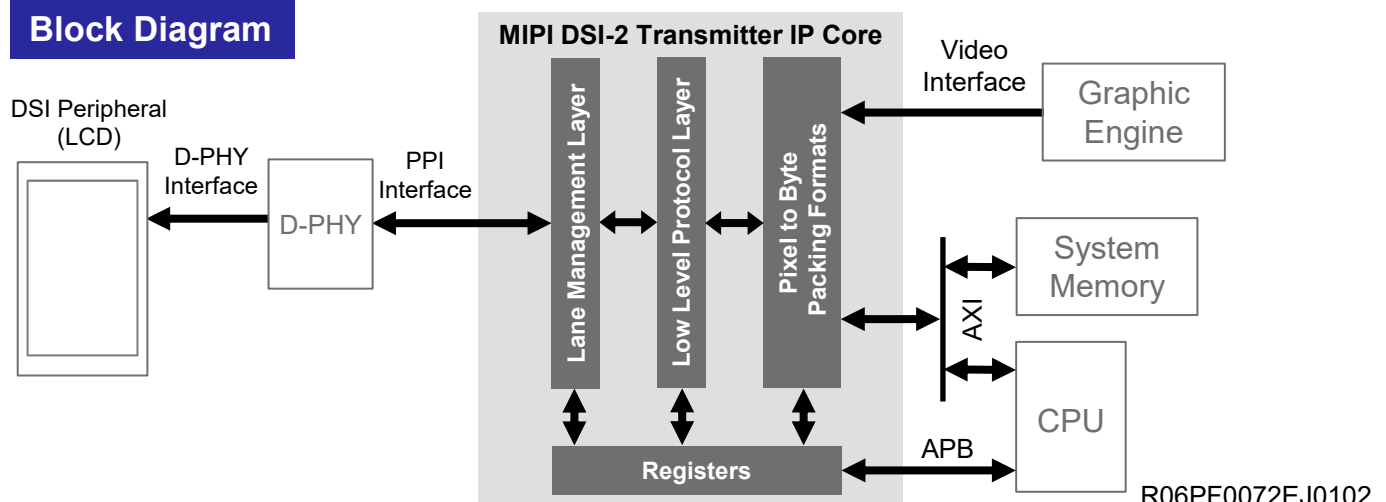 Block Diagram
MIPI DSI-2 Transmitter IP Core
DSI Peripheral
(LCD)
D-PHY
Interface
D-PHY
PPI
Interface
Lane Management Layer
Low Level Protocol Layer
Pixel to Byte
Packing Formats
Registers
Video
Interface
Graphic
Engine
AXI
System
Memory
CPU
APB
R06PF0072EJ0102